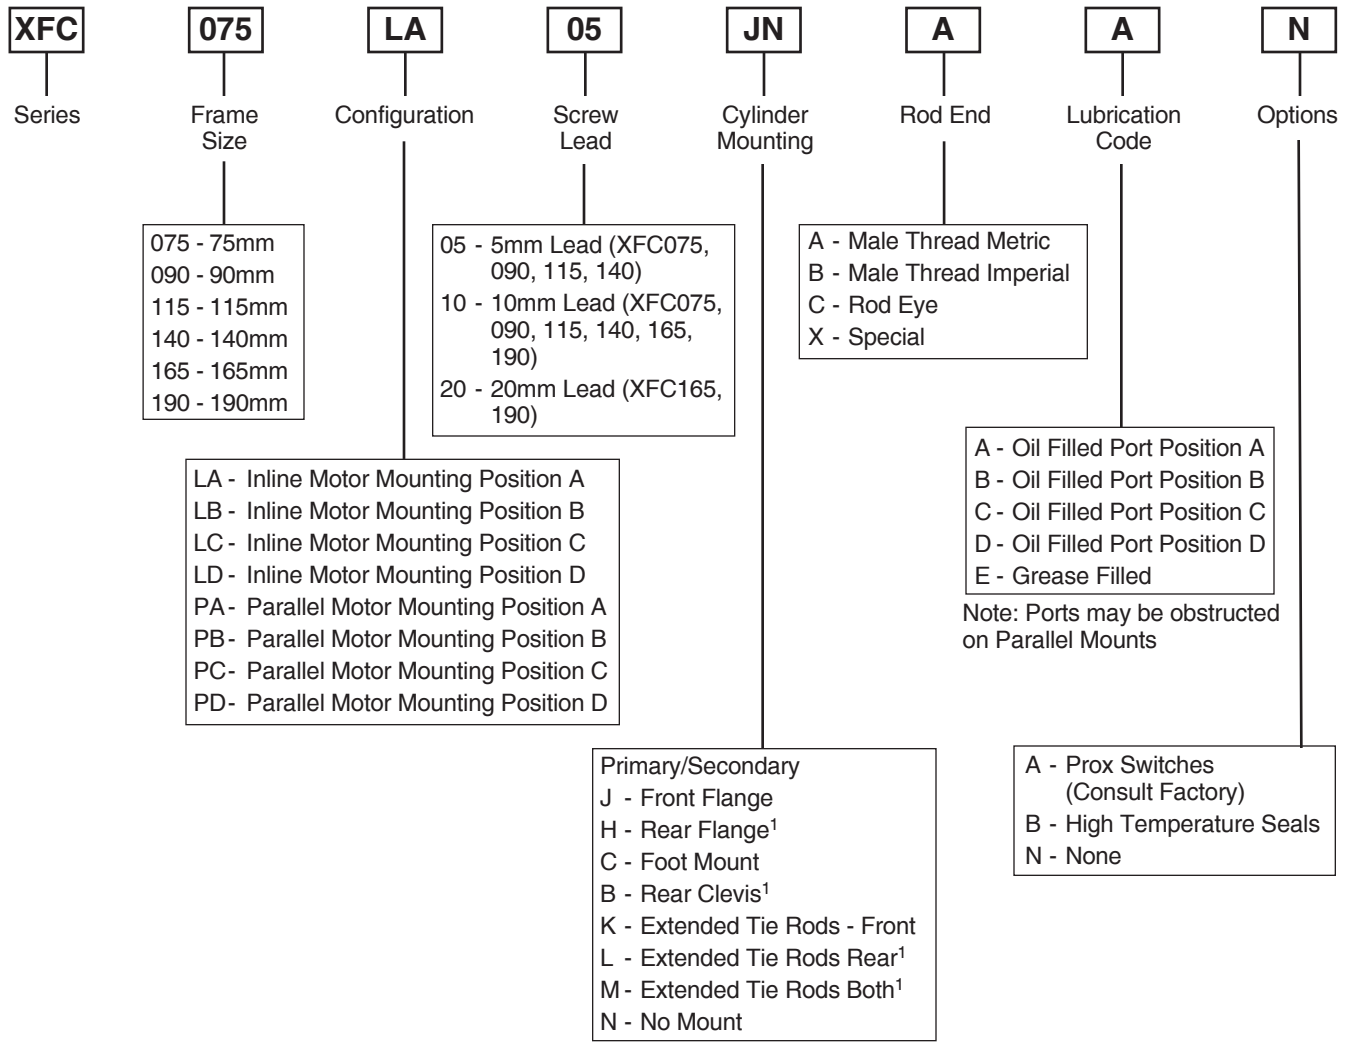 XFC 075 LA 05 JN A A N
Series
Frame
Size
Configuration
Screw
Lead
Cylinder
Mounting
Rod End
Lubrication
Code
Options
075 - 75mm
090 - 90mm
115 - 115mm
140 - 140mm
165 - 165mm
190 - 190mm
05 - 5mm Lead (XFC075,
090, 115, 140)
10 - 10mm Lead (XFC075,
090, 115, 140, 165,
190)
20 - 20mm Lead (XFC165,
190)
A - Male Thread Metric
B - Male Thread Imperial
C - Rod Eye
X - Special
LA - Inline Motor Mounting Position A
LB - Inline Motor Mounting Position B
LC - Inline Motor Mounting Position C
LD - Inline Motor Mounting Position D
PA - Parallel Motor Mounting Position A
PB - Parallel Motor Mounting Position B
PC - Parallel Motor Mounting Position C
PD - Parallel Motor Mounting Position D
A - Oil Filled Port Position A
B - Oil Filled Port Position B
C - Oil Filled Port Position C
D - Oil Filled Port Position D
E - Grease Filled
Note: Ports may be obstructed
on Parallel Mounts
Primary/Secondary
J - Front Flange
H - Rear Flange¹
C - Foot Mount
B - Rear Clevis¹
K - Extended Tie Rods - Front
L - Extended Tie Rods Rear¹
M - Extended Tie Rods Both¹
N - No Mount
A - Prox Switches
(Consult Factory)
B - High Temperature Seals
N - None